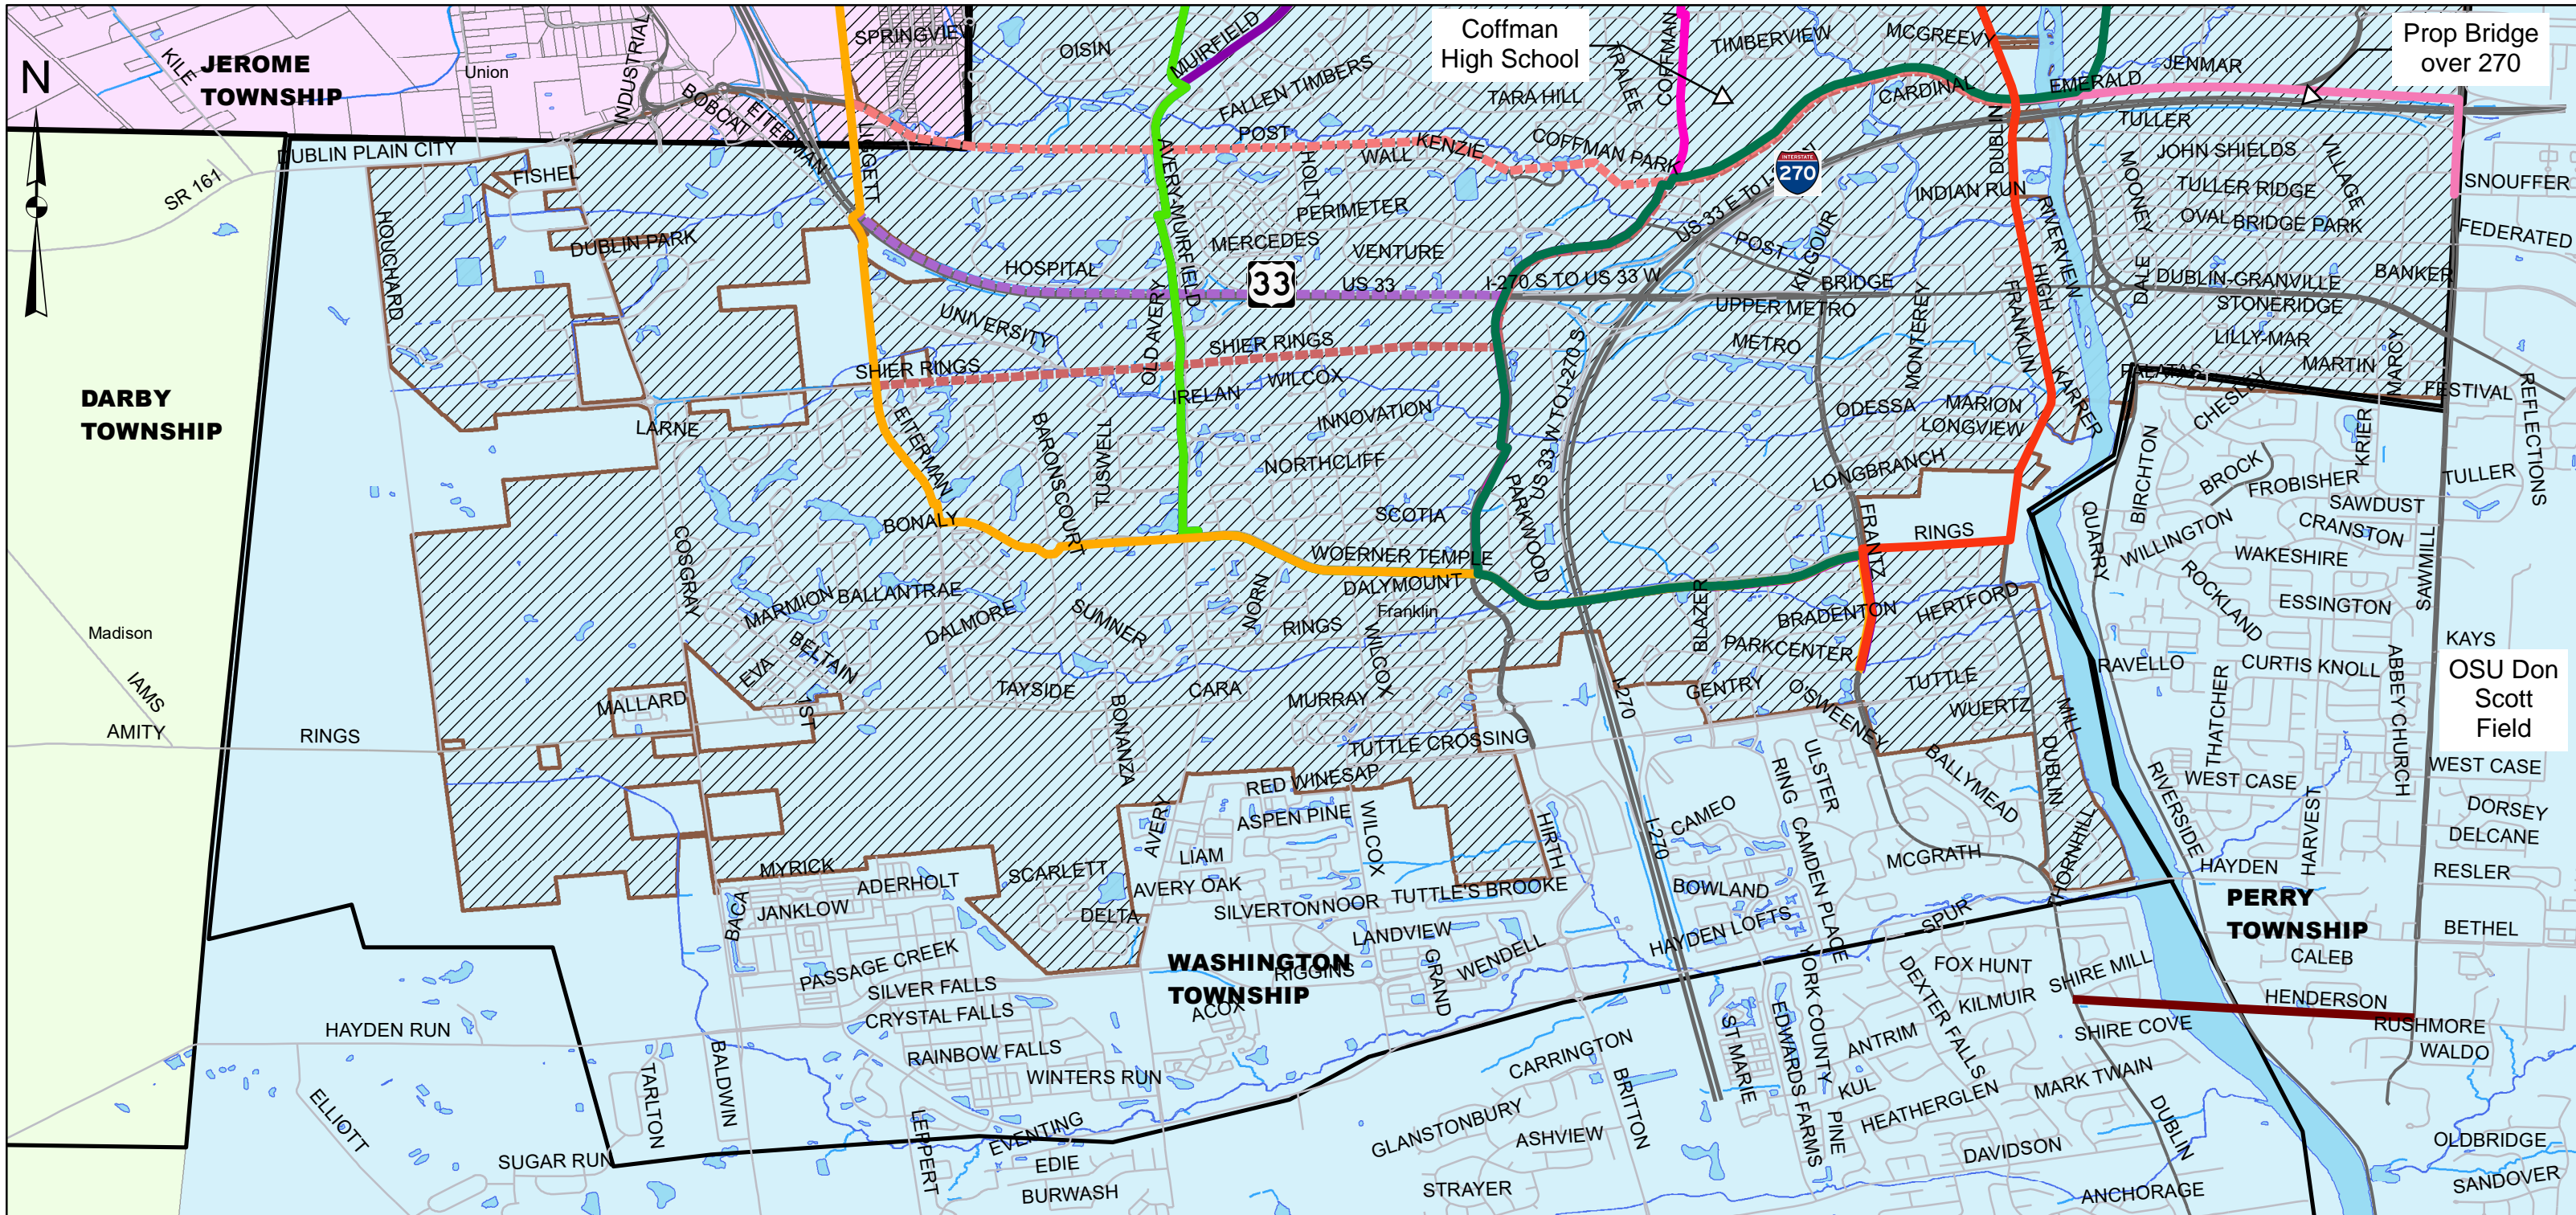 SPRINGVIEW
OISIN
MUIRFIELD
Coffman
High School
TRALEE
COFFMAN
TIMBERVIEW
MCGREEVY
Prop Bridge
over 270
N
KILE
JEROME
TOWNSHIP
Union
INDUSTRIAL
BOBCAT
EITERMAN
LIGGETT
FALLEN TIMBERS
TARA HILL
CARDINAL
EMERALD
JENMAR
POST
WALL
KENZIE
COFFMAN PARK
DUBLIN
TULLER
DUBLIN PLAIN CITY
SR 161
FISHEL
AVERY-MUIRFIELD
HOLT
INTERSTATE
270
INDIAN RUN
MOONEY
JOHN SHIELDS
VILLAGE
TULLER RIDGE
SNOUFFER
HOUCHARD
DUBLIN PARK
PERIMETER
MERCEDES
VENTURE
US 33 E To I-
POST
KILGOUR
RIVERVIEW
OVAL
BRIDGE PARK
FEDERATED
HOSPITAL
33
US 33
I-270 S TO US 33 W
BRIDGE
HIGH
DALE
DUBLIN-GRANVILLE
BANKER
UNIVERSITY
OLD AVERY
UPPER METRO
STONERIDGE
SHIER RINGS
SHIER RINGS
METRO
MONTEREY
FRANKLIN
LILLY-MAR
MARTIN
MARCY
DARBY
TOWNSHIP
WILCOX
IRELAN
INNOVATION
US 33 W TO I-270 S
ODESSA
MARION
LONGVIEW
KARRER
CHESLEY
FESTIVAL
REFLECTIONS
LARNE
EITERMAN
BARONSCOURT
TUSWELL
NORTHCLIFF
LONGBRANCH
BIRCHTON
BROCK
KRIER
FROBISHER
TULLER
SAWDUST
BONALY
SCOTIA
PARKWOOD
FRANTZ
RINGS
QUARRY
WILLINGTON
CRANSTON
WAKESHIRE
SAWMILL
COSGRAY
WOERNER TEMPLE
DALYMOUNT
Franklin
BLAZER
BRADENTON
HERTFORD
ROCKLAND
ESSINGTON
MARMION
BALLANTRAE
DALMORE
SUMNER
NORN
RINGS
WILCOX
Madison
KAYS
IAMS
AMITY
RINGS
EVA
BELTAIN
1ST
MALLARD
TAYSIDE
BONANZA
CARA
MURRAY
TUTTLE CROSSING
PARKCENTER
GENTRY
O'SWEENEY
TUTTLE
WUERTZ
MILL
RAVELLO
THATCHER
CURTIS KNOLL
ABBEY CHURCH
OSU Don
Scott
Field
I-270
RED WINESAP
ASPEN PINE
WILCOX
AVERY
LIAM
HIRTH
I-270
CAMEO
RING
ULSTER
BALLYMEAD
DUBLIN
RIVERSIDE
WEST CASE
WEST CASE
HARVEST
DORSEY
DELCANE
MYRICK
ADERHOLT
SCARLETT
AVERY OAK
SILVERTON
NOOR
TUTTLE'S BROOKE
BOWLAND
CAMDEN PLACE
MCGRATH
THORNHILL
HAYDEN
RESLER
BACA
JANKLOW
DELTA
LANDVIEW
GRAND
WENDELL
HAYDEN LOFTS
SPUR
PERRY
TOWNSHIP
BETHEL
PASSAGE CREEK
SILVER FALLS
CRYSTAL FALLS
WASHINGTON
TOWNSHIP
RIGGINS
ACOX
YORK COUNTY
DEXTER FALLS
FOX HUNT
KILMUIR
SHIRE MILL
CALEB
HENDERSON
HAYDEN RUN
RAINBOW FALLS
WINTERS RUN
BALDWIN
TARLTON
ELLIOTT
CARRINGTON
BRITTON
ST MARIE
EDWARDS FARMS
ANTRIM
KUL
SHIRE COVE
RUSHMORE
WALDO
MARK TWAIN
HEATHERGLEN
PINE
GLANSTONBURY
ASHVIEW
SUGAR RUN
LEPPERT
EVENTING
EDIE
BURWASH
STRAYER
DAVIDSON
DUBLIN
ANCHORAGE
OLDBRIDGE
SANDOVER